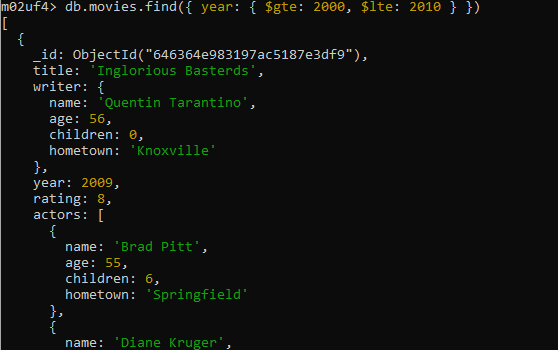 m02uf4> db.movies.find({ year: { $gte: 2000, $lte: 2010 } })
[
  {
    _id: ObjectId("646364e983197ac5187e3df9"),
    title: 'Inglorious Basterds',
    writer: {
      name: 'Quentin Tarantino',
      age: 56,
      children: 0,
      hometown: 'Knoxville'
    },
    year: 2009,
    rating: 8,
    actors: [
      {
        name: 'Brad Pitt',
        age: 55,
        children: 6,
        hometown: 'Springfield'
      },
      {
        name: 'Diane Kruger',